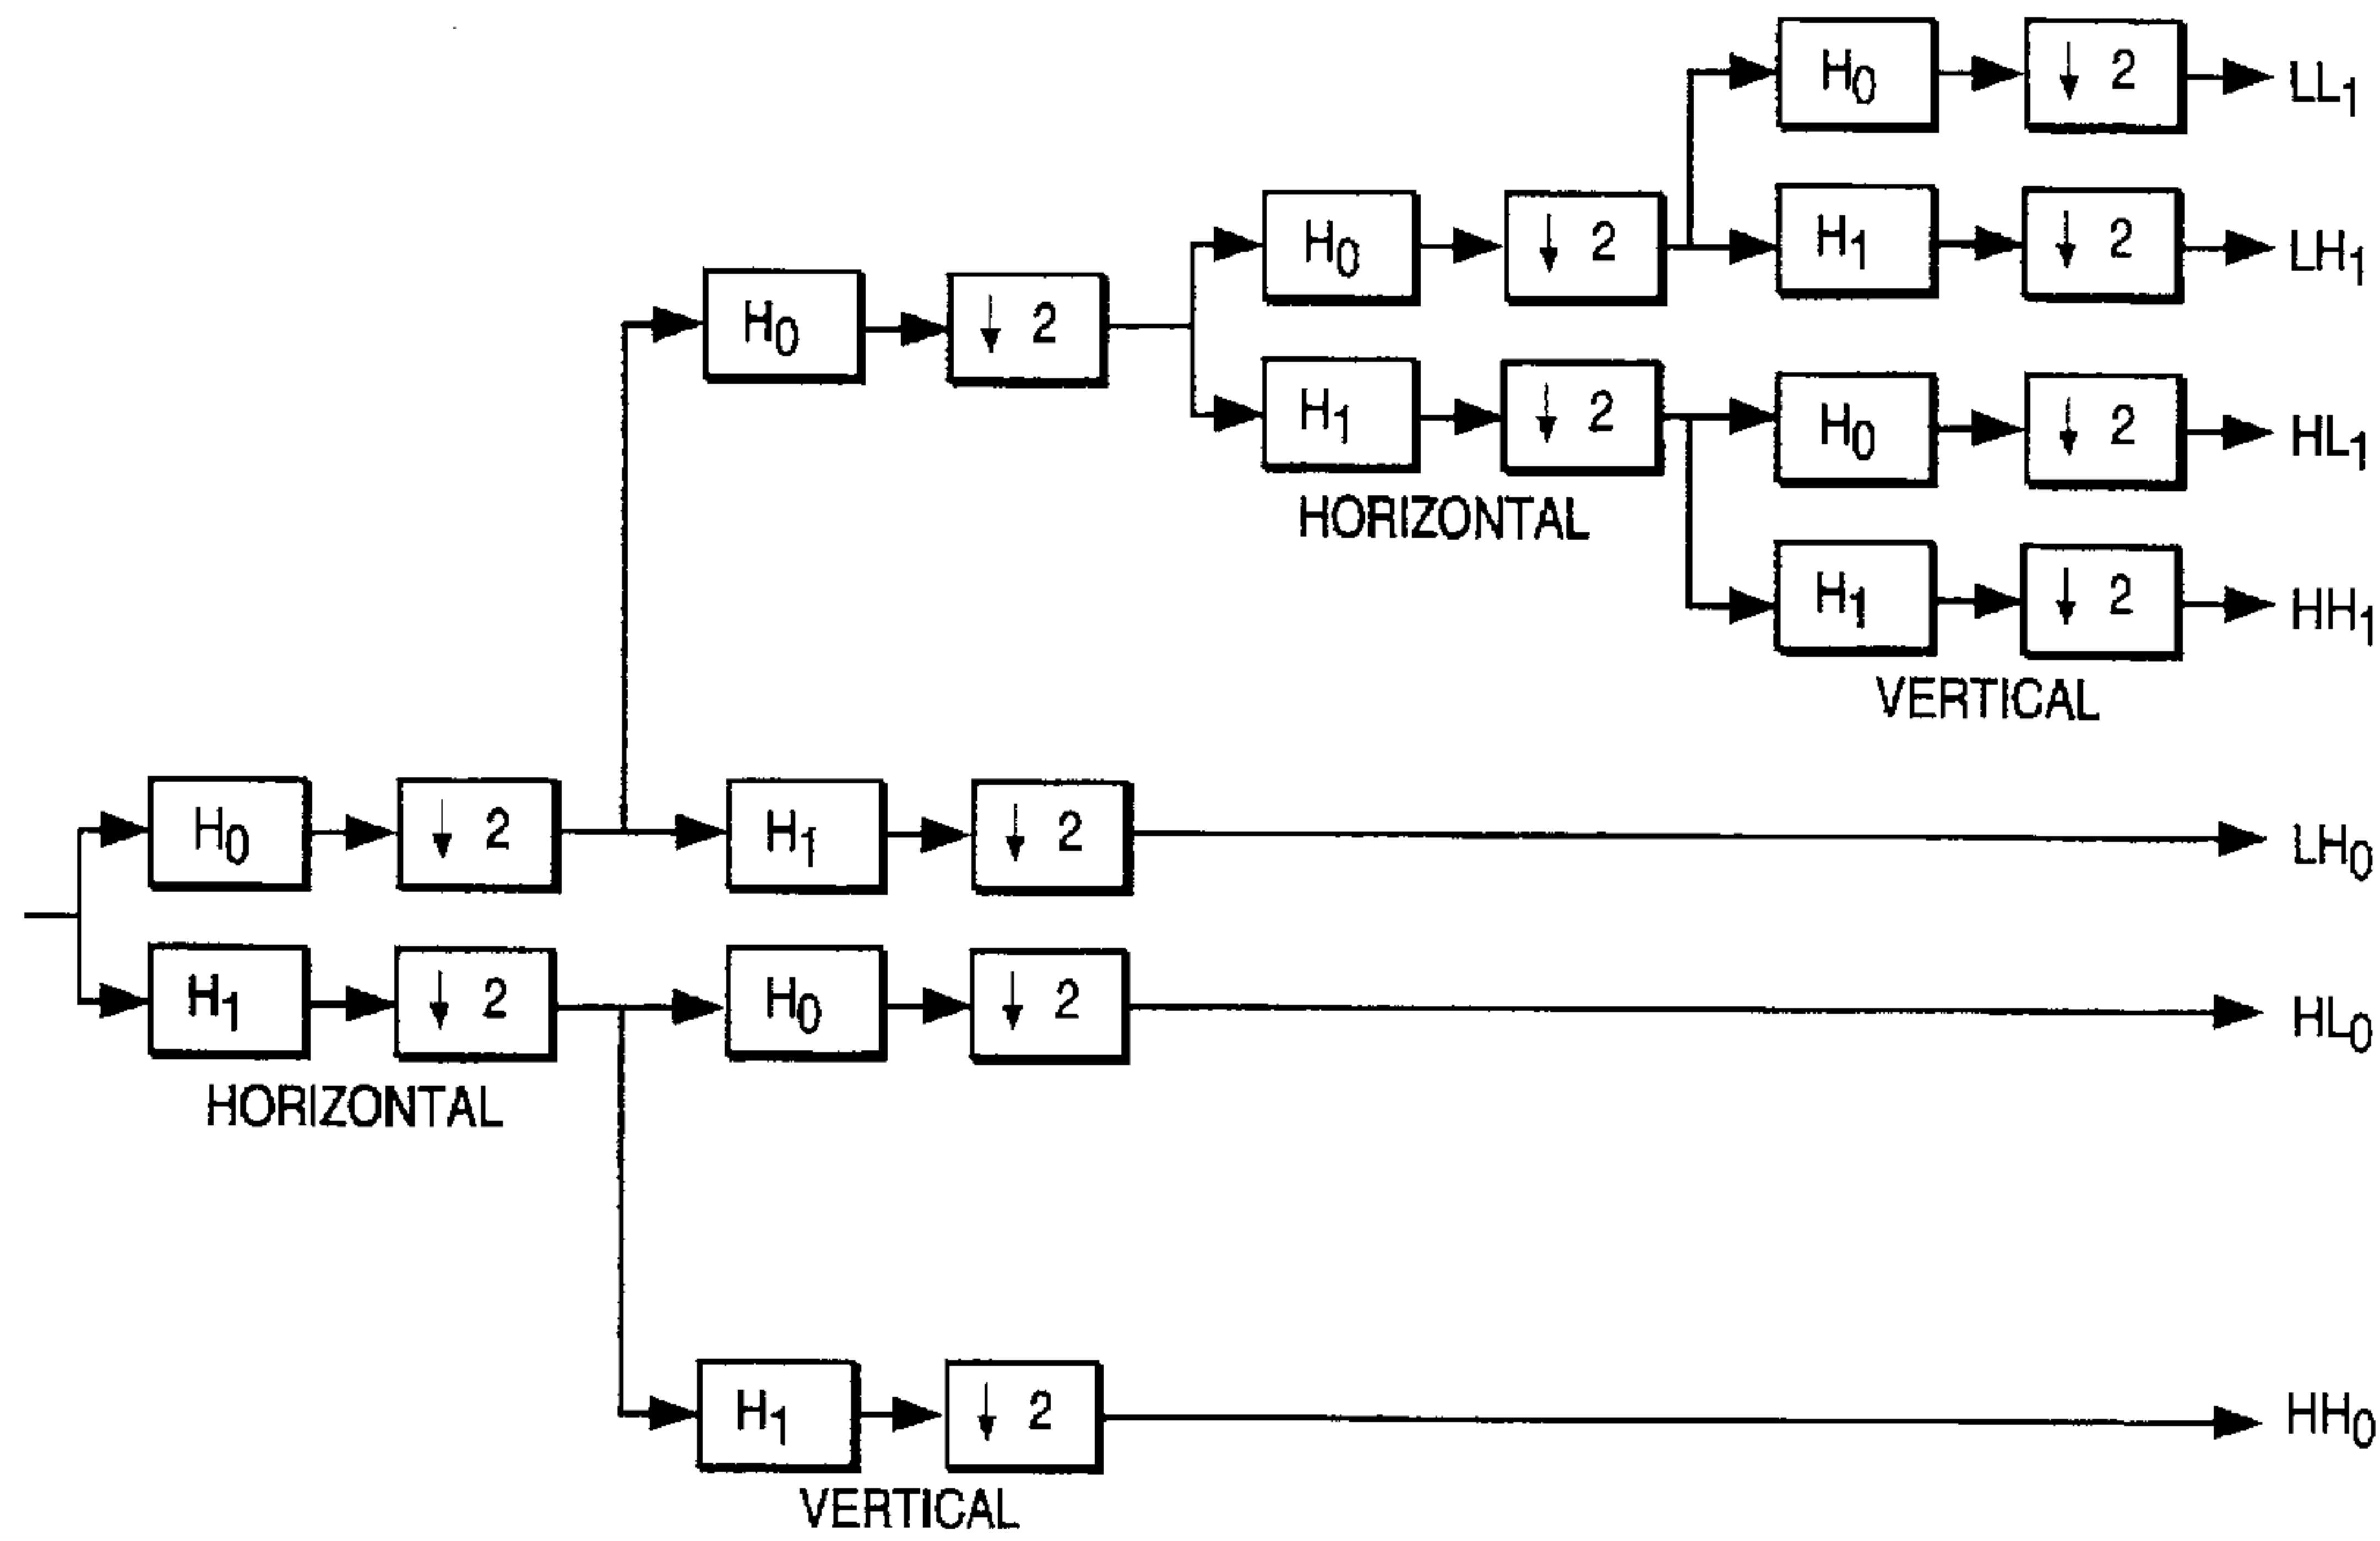 H0 ↓ 2 LL1
H0 ↓ 2 H1 ↓ 2 LH1
H0 ↓ 2
H1 ↓ 2 H0 ↓ 2 HL1
HORIZONTAL
H1 ↓ 2 HH1
VERTICAL
H0 ↓ 2 H1 ↓ 2 LH0
H1 ↓ 2 H0 ↓ 2 HL0
HORIZONTAL
H1 ↓ 2 HH0
VERTICAL